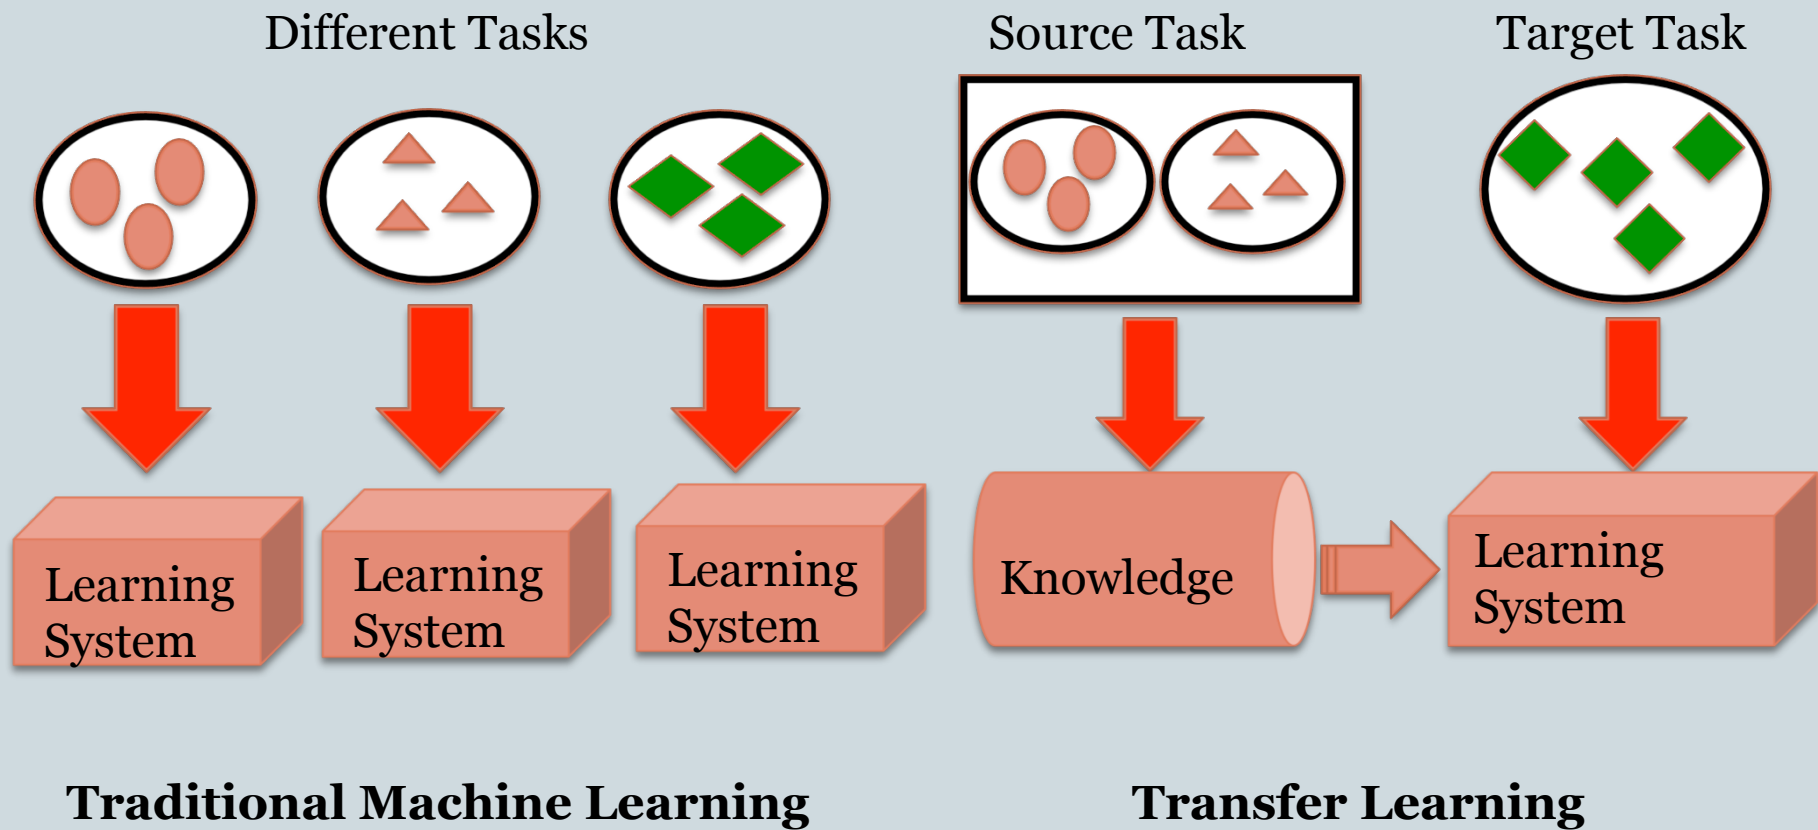 Different Tasks
Source Task
Target Task
Learning
System
Learning
System
Learning
System
Knowledge
Learning
System
Traditional Machine Learning
Transfer Learning